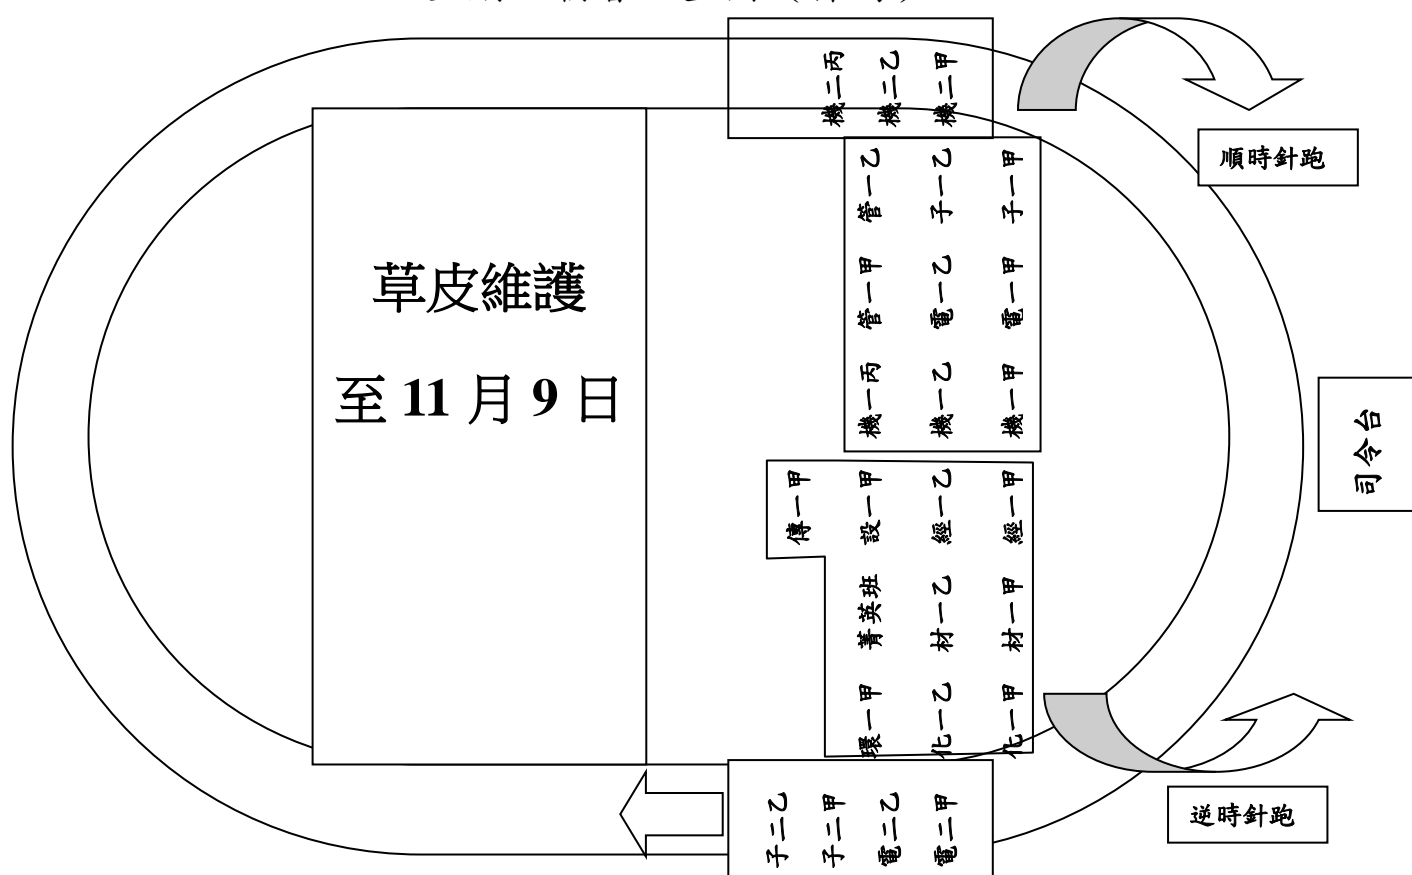 機二丙
機二乙
機二甲
順時針跑
管一乙
子一乙
子一甲
管一甲
電一乙
電一甲
機一丙
機一乙
機一甲
草皮維護
至 11 月 9 日
司令台
傳一甲
設一甲
經一乙
經一甲
菁英班
材一乙
材一甲
環一甲
化一乙
化一甲
子二乙
子二甲
電二乙
電二甲
逆時針跑